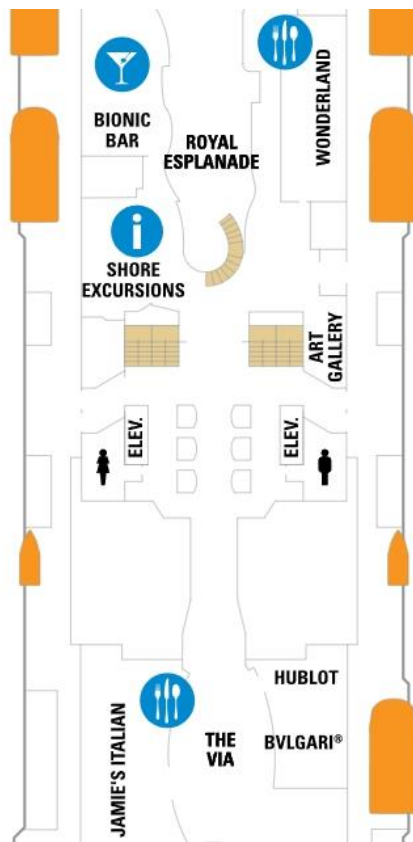 BIONIC
BAR
ROYAL
ESPLANADE
WONDERLAND
i
SHORE
EXCURSIONS
ART
GALLERY
ELEV.
ELEV.
HUBLOT
JAMIE'S ITALIAN
THE
VIA
BVLGARI®